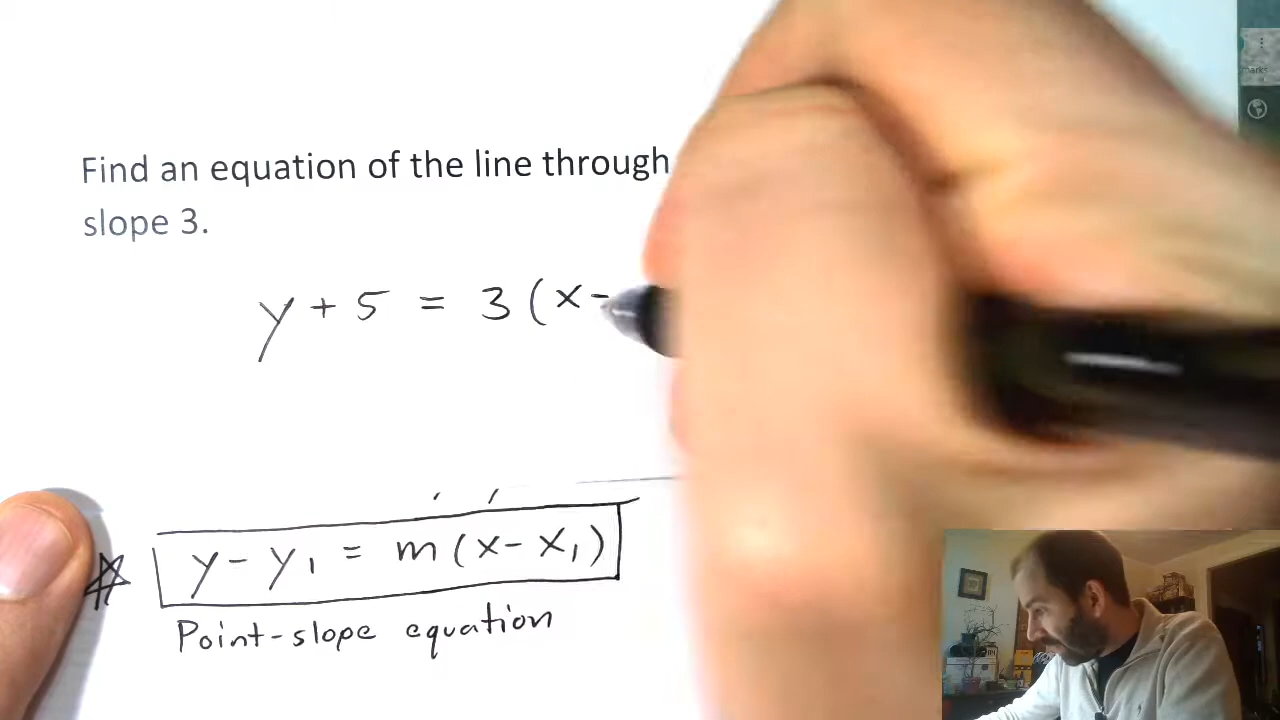 Find an equation of the line through
slope 3.
y + 5 = 3 (x -
y - y₁ = m (x - x₁)
Point-slope equation